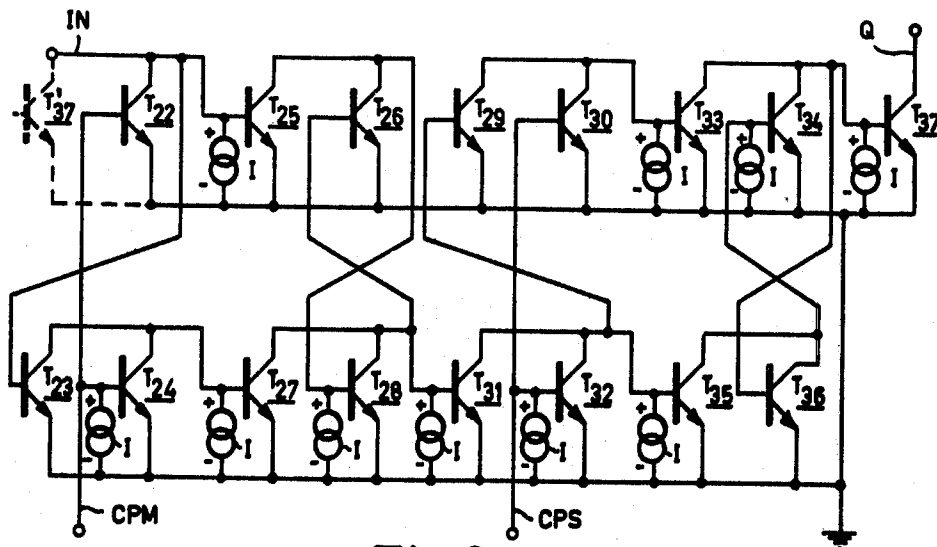 IN
Q
T'37
T22
T25
T26
T29
T30
T33
T34
T37
+
+
+
+
-
I
-
I
-
I
-
I
T23
T24
T27
T28
T31
T32
T35
T36
+
+
+
+
+
+
-
I
-
I
-
I
-
I
-
I
-
I
CPM
CPS